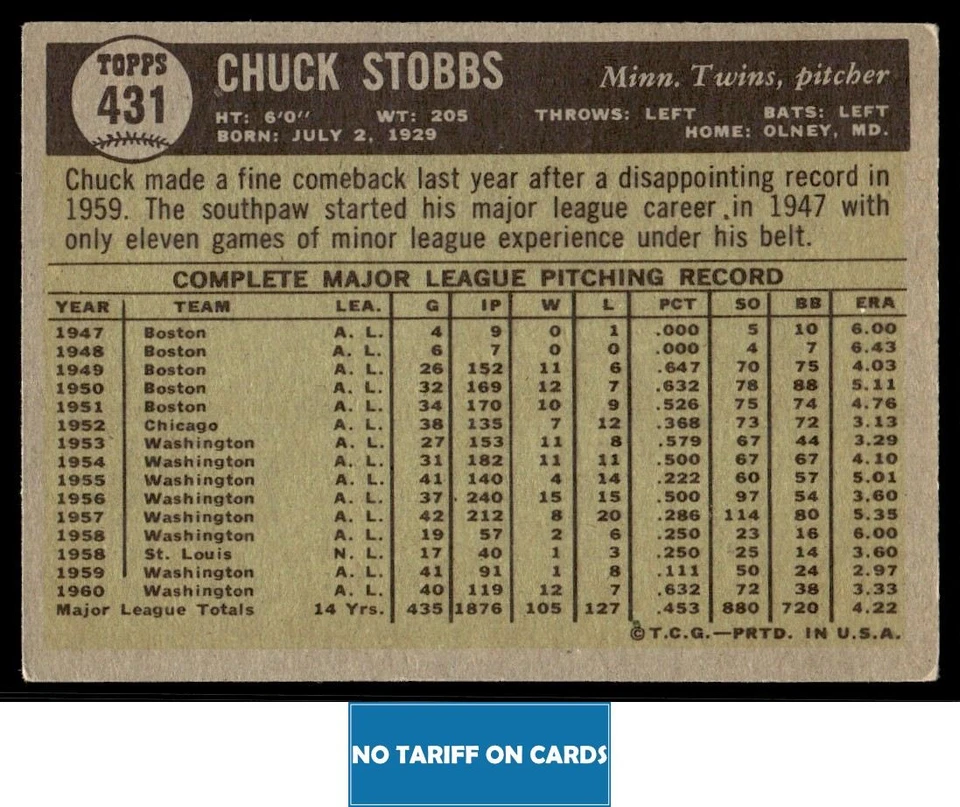 TOPPS
431
CHUCK STOBBS
Minn. Twins, pitcher
HT: 6'0" WT: 205 THROWS: LEFT BATS: LEFT
BORN: JULY 2, 1929 HOME: OLNEY, MD.
Chuck made a fine comeback last year after a disappointing record in
1959. The southpaw started his major league career in 1947 with
only eleven games of minor league experience under his belt.
COMPLETE MAJOR LEAGUE PITCHING RECORD
YEAR TEAM LEA. G IP W L PCT SO BB ERA
1947 Boston A. L. 4 9 0 1 .000 5 10 6.00
1948 Boston A. L. 6 7 0 0 .000 4 7 6.43
1949 Boston A. L. 26 152 11 6 .647 70 75 4.03
1950 Boston A. L. 32 169 12 7 .632 78 88 5.11
1951 Boston A. L. 34 170 10 9 .526 75 74 4.76
1952 Chicago A. L. 38 135 7 12 .368 73 72 3.13
1953 Washington A. L. 27 153 11 8 .579 67 44 3.29
1954 Washington A. L. 31 182 11 11 .500 67 67 4.10
1955 Washington A. L. 41 140 4 14 .222 60 57 5.01
1956 Washington A. L. 37 240 15 15 .500 97 54 3.60
1957 Washington A. L. 42 212 8 20 .286 114 80 5.35
1958 Washington A. L. 19 57 2 6 .250 23 16 6.00
1958 St. Louis N. L. 17 40 1 3 .250 25 14 3.60
1959 Washington A. L. 41 91 1 8 .111 50 24 2.97
1960 Washington A. L. 40 119 12 7 .632 72 38 3.33
Major League Totals 14 Yrs. 435 1876 105 127 .453 880 720 4.22
©T.C.G.—PRTD. IN U.S.A.
NO TARIFF ON CARDS